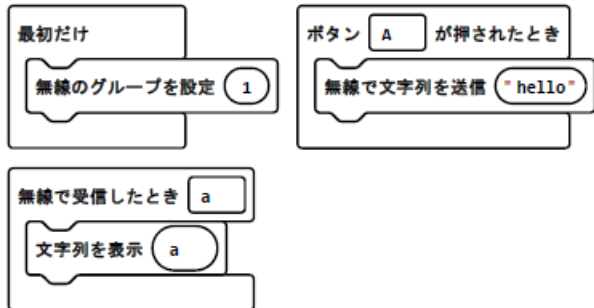 最初だけ
無線のグループを設定 1
ボタン A が押されたとき
無線で文字列を送信 "hello"
無線で受信したとき a
文字列を表示 a